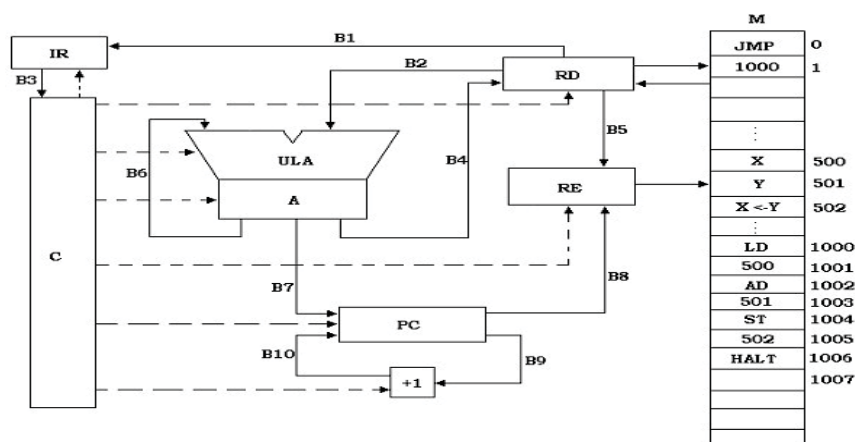 M
B1
IR
JMP 0
B2
RD
1000 1
B3
B5
ULA
B6
B4
X 500
RE
Y 501
A
X <-Y 502
C
LD 1000
500 1001
B7
B8
AD 1002
501 1003
PC
ST 1004
502 1005
B10
B9
HALT 1006
+1
1007